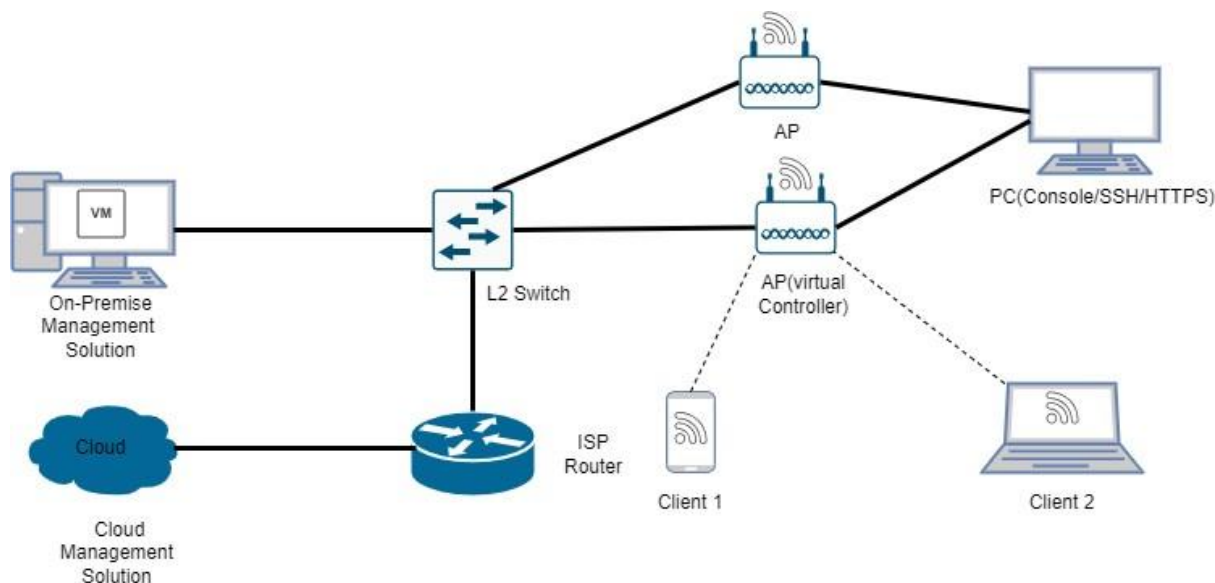 AP
PC(Console/SSH/HTTPS)
VM
On-Premise
Management
Solution
L2 Switch
AP(virtual
Controller)
Cloud
Cloud
Management
Solution
ISP
Router
Client 1
Client 2